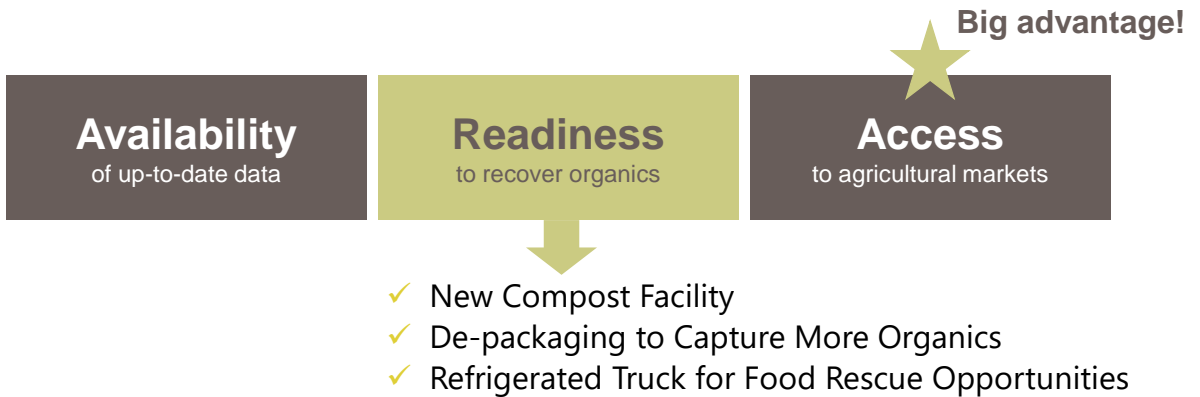 Big advantage!
Availability
of up-to-date data
Readiness
to recover organics
Access
to agricultural markets
✓ New Compost Facility
✓ De-packaging to Capture More Organics
✓ Refrigerated Truck for Food Rescue Opportunities